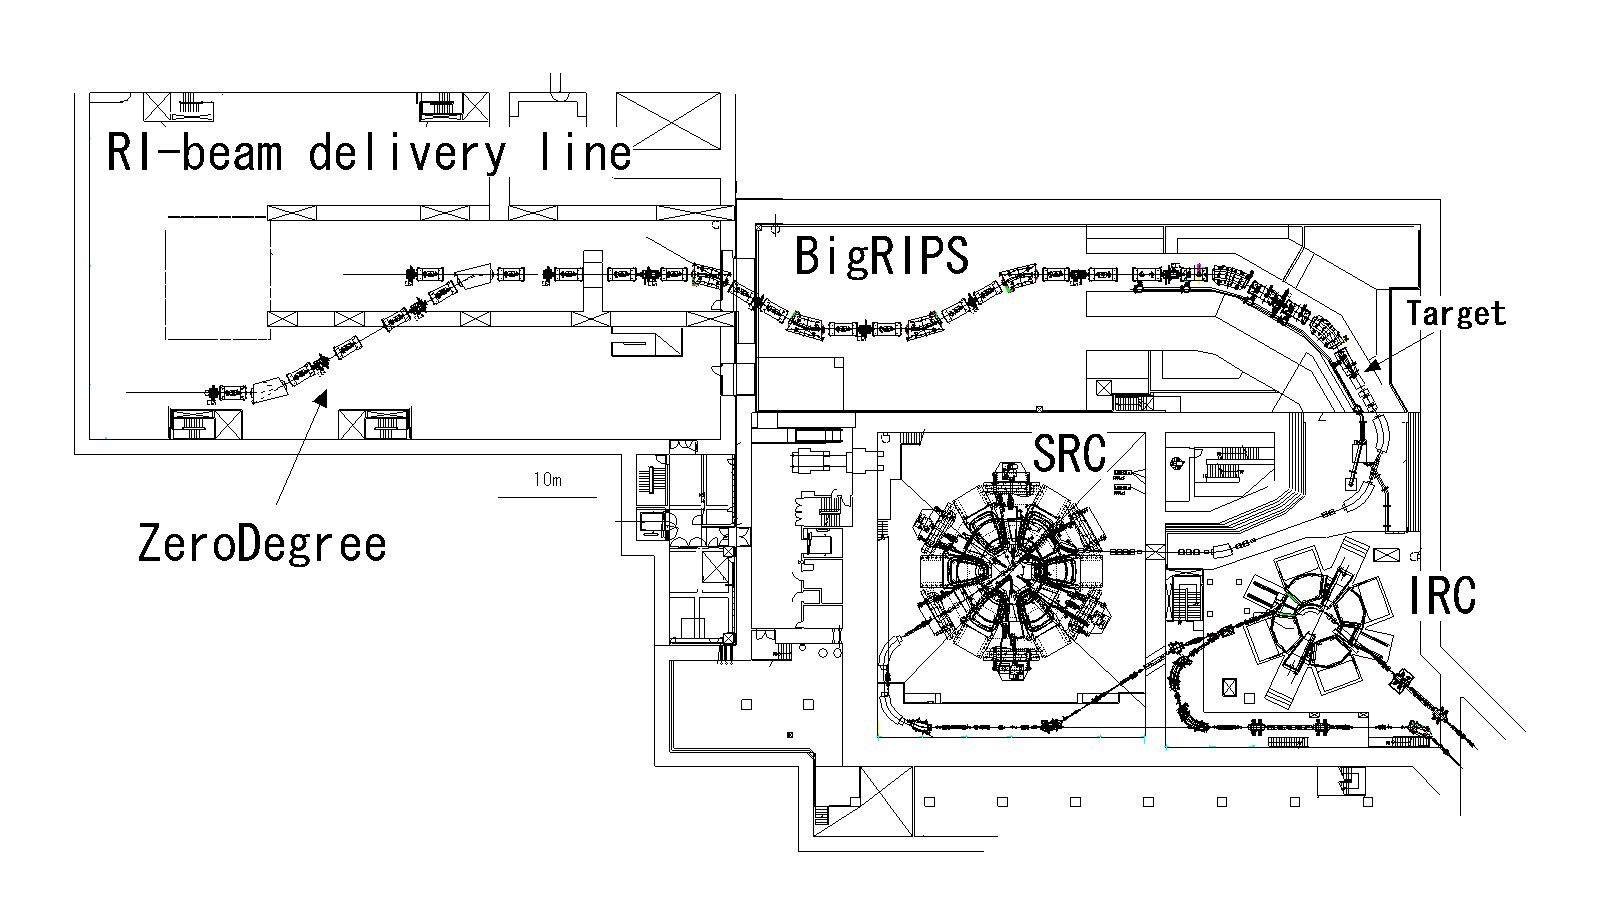 RI-beam delivery line
BigRIPS
Target
SRC
10m
ZeroDegree
IRC